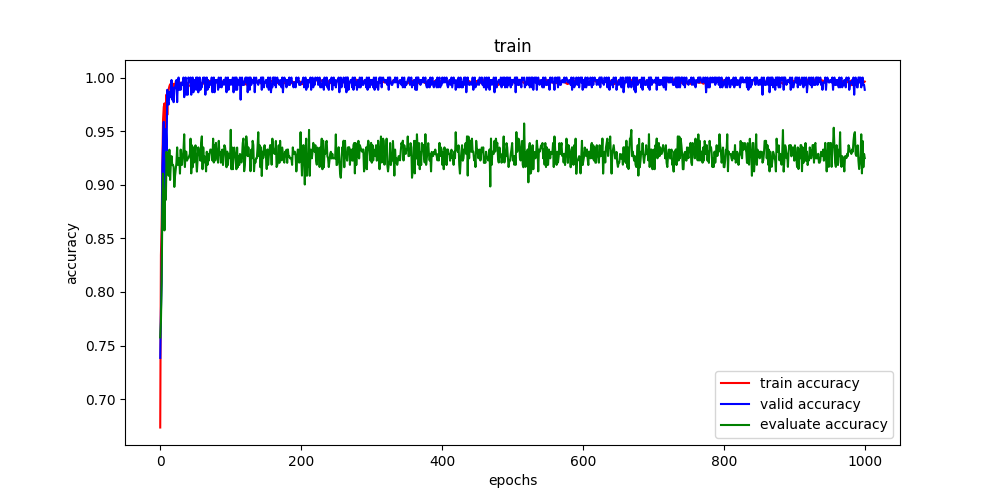 train
1.00
0.95
0.90
0.85
0.80
0.75
0.70
accuracy
0 200 400 600 800 1000
epochs
train accuracy
valid accuracy
evaluate accuracy